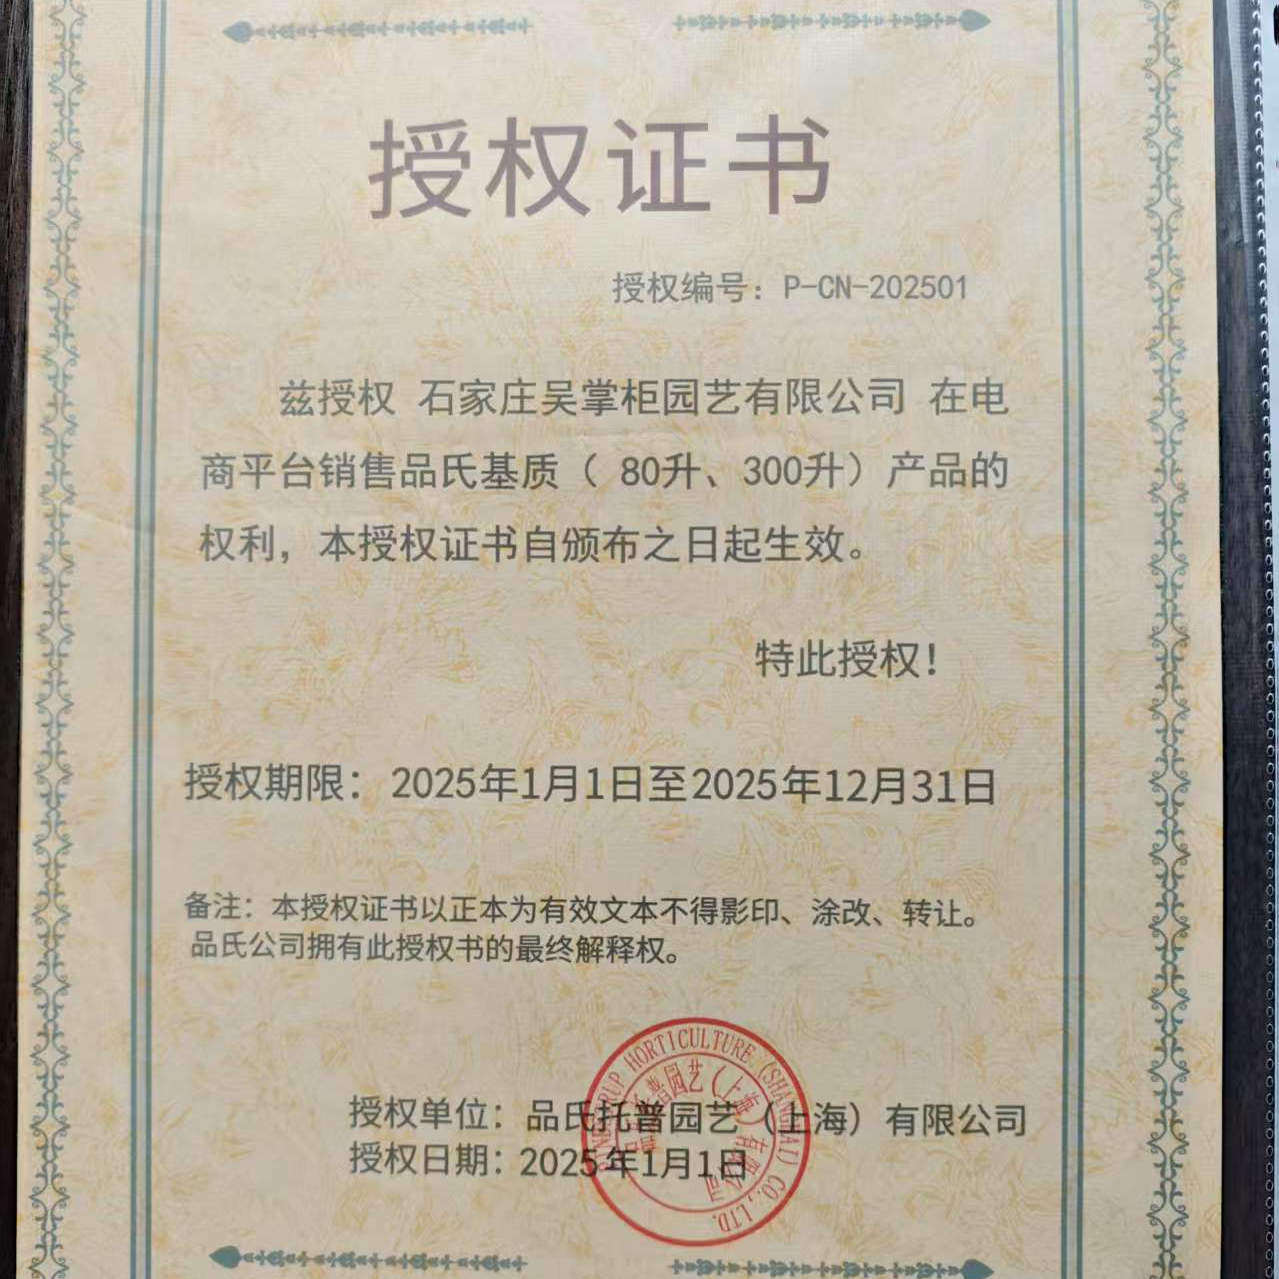 授权证书
授权编号：P-CN-202501
兹授权 石家庄吴掌柜园艺有限公司 在电
商平台销售品氏基质（ 80升、300升）产品的
权利，本授权证书自颁布之日起生效。
特此授权！
授权期限： 2025年1月1日至2025年12月31日
备注：本授权证书以正本为有效文本不得影印、涂改、转让。
品氏公司拥有此授权书的最终解释权。
授权单位：品氏托普园艺（上海）有限公司
授权日期：2025年1月1日
HORTICULTURE (SHANGHAI) CO.,LTD.